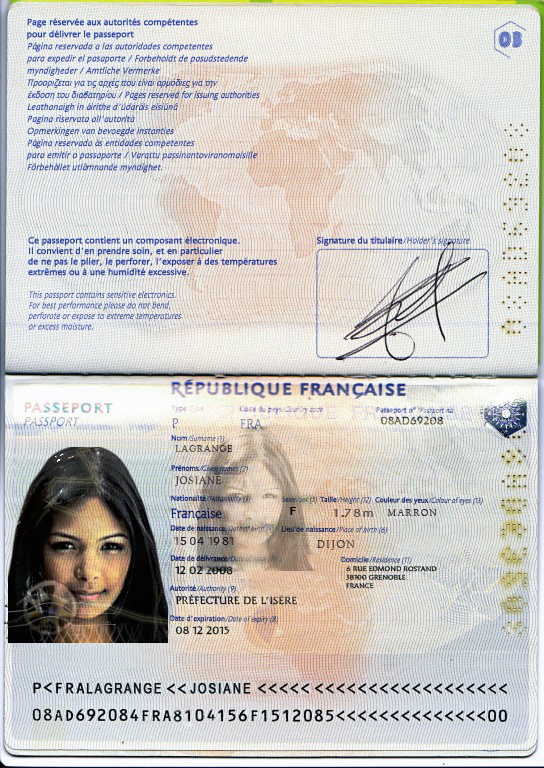 Page réservée aux autorités compétentes
pour délivrer le passeport
Página reservada a las autoridades competentes
para expedir el pasaporte / Forbeholdt de pasudstedende
myndigheder / Amtliche Vermerke
Προορίζεται για τις αρχές που είναι αρμόδιες για την
έκδοση του διαβατηρίου / Pages reserved for issuing authorities
Leathanaigh in áirithe d'údaráis eisiúná
Pagina riservata all'autorità
Opmerkingen van bevoegde instanties
Página reservada às entidades competentes
para emitir o passaporte / Varattu passinantoviranomaisille
Förbehållet utlämnande myndighet.
03
Ce passeport contient un composant électronique.
Il convient d'en prendre soin, et en particulier
de ne pas le plier, le perforer, l'exposer à des températures
extrêmes ou à une humidité excessive.
This passport contains sensitive electronics.
For best performance please do not bend,
perforate or expose to extreme temperatures
or excess moisture.
Signature du titulaire/Holder's signature
RÉPUBLIQUE FRANÇAISE
PASSEPORT
PASSPORT
Type/Type Code du pays/Country code Passeport n°/Passport no
P FRA 08AD69208
Nom/Surname (1)
LAGRANGE
Prénoms/Given names (2)
JOSIANE
Nationalité/Nationality (3) Sexe/Sex (5) Taille/Height (12) Couleur des yeux/Colour of eyes (13)
Française F 1.78m MARRON
Date de naissance/Date of birth (4) Lieu de naissance/Place of birth (6)
15 04 1981 DIJON
Date de délivrance/Date of issue (7) Domicile/Residence (11)
12 02 2008 6 RUE EDMOND ROSTAND
38100 GRENOBLE
FRANCE
Autorité/Authority (9)
PRÉFECTURE DE L'ISÈRE
Date d'expiration/Date of expiry (8)
08 12 2015
P<FRALAGRANGE<<JOSIANE<<<<<<<<<<<<<<<<<<<<<<
08AD692084FRA8104156F1512085<<<<<<<<<<<<<<00